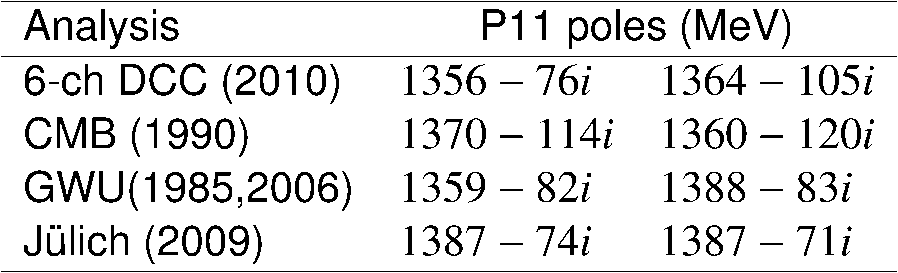 Analysis P11 poles (MeV)
6-ch DCC (2010) 1356 − 76i 1364 − 105i
CMB (1990) 1370 − 114i 1360 − 120i
GWU(1985,2006) 1359 − 82i 1388 − 83i
Jülich (2009) 1387 − 74i 1387 − 71i